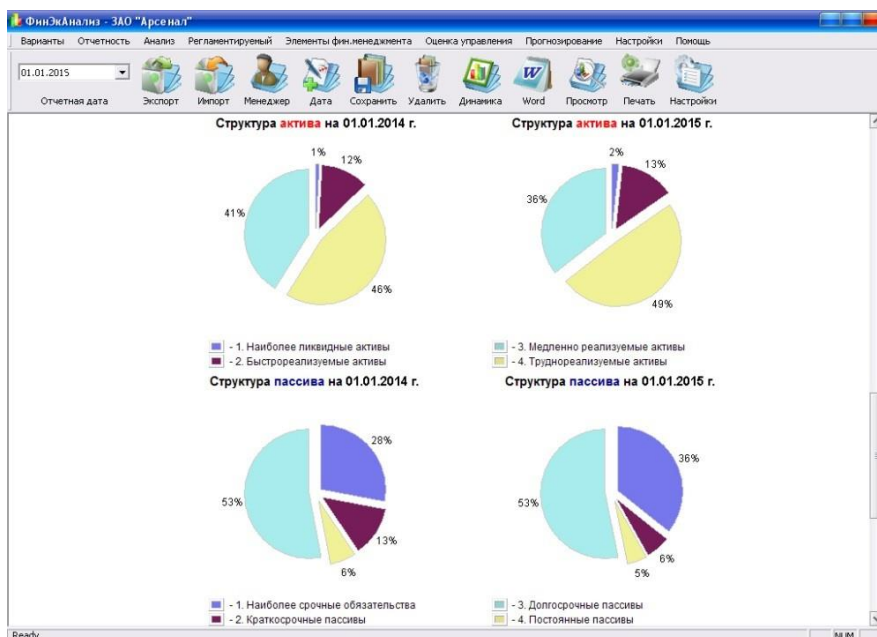 ФинЭкАнализ - ЗАО "Арсенал"
Варианты Отчетность Анализ Регламентируемый Элементы фин.менеджмента Оценка управления Прогнозирование Настройки Помощь
01.01.2015
Отчетная дата Экспорт Импорт Менеджер Дата Сохранить Удалить Динамика Word Просмотр Печать Настройки
Структура актива на 01.01.2014 г.
1%
12%
41%
46%
Структура актива на 01.01.2015 г.
2%
13%
36%
49%
- 1. Наиболее ликвидные активы
- 2. Быстрореализуемые активы
- 3. Медленно реализуемые активы
- 4. Труднореализуемые активы
Структура пассива на 01.01.2014 г.
28%
53%
13%
6%
Структура пассива на 01.01.2015 г.
36%
53%
6%
5%
- 1. Наиболее срочные обязательства
- 2. Краткосрочные пассивы
- 3. Долгосрочные пассивы
- 4. Постоянные пассивы
Ready NUM